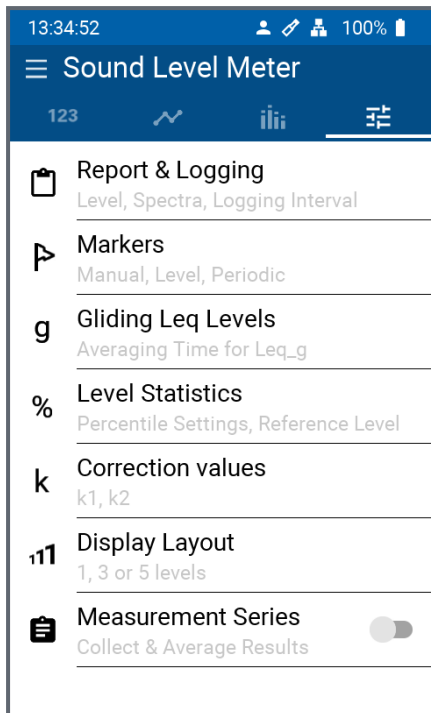 13:34:52 100%
Sound Level Meter
123
Report & Logging
Level, Spectra, Logging Interval
Markers
Manual, Level, Periodic
g Gliding Leq Levels
Averaging Time for Leq_g
% Level Statistics
Percentile Settings, Reference Level
k Correction values
k1, k2
111 Display Layout
1, 3 or 5 levels
Measurement Series
Collect & Average Results